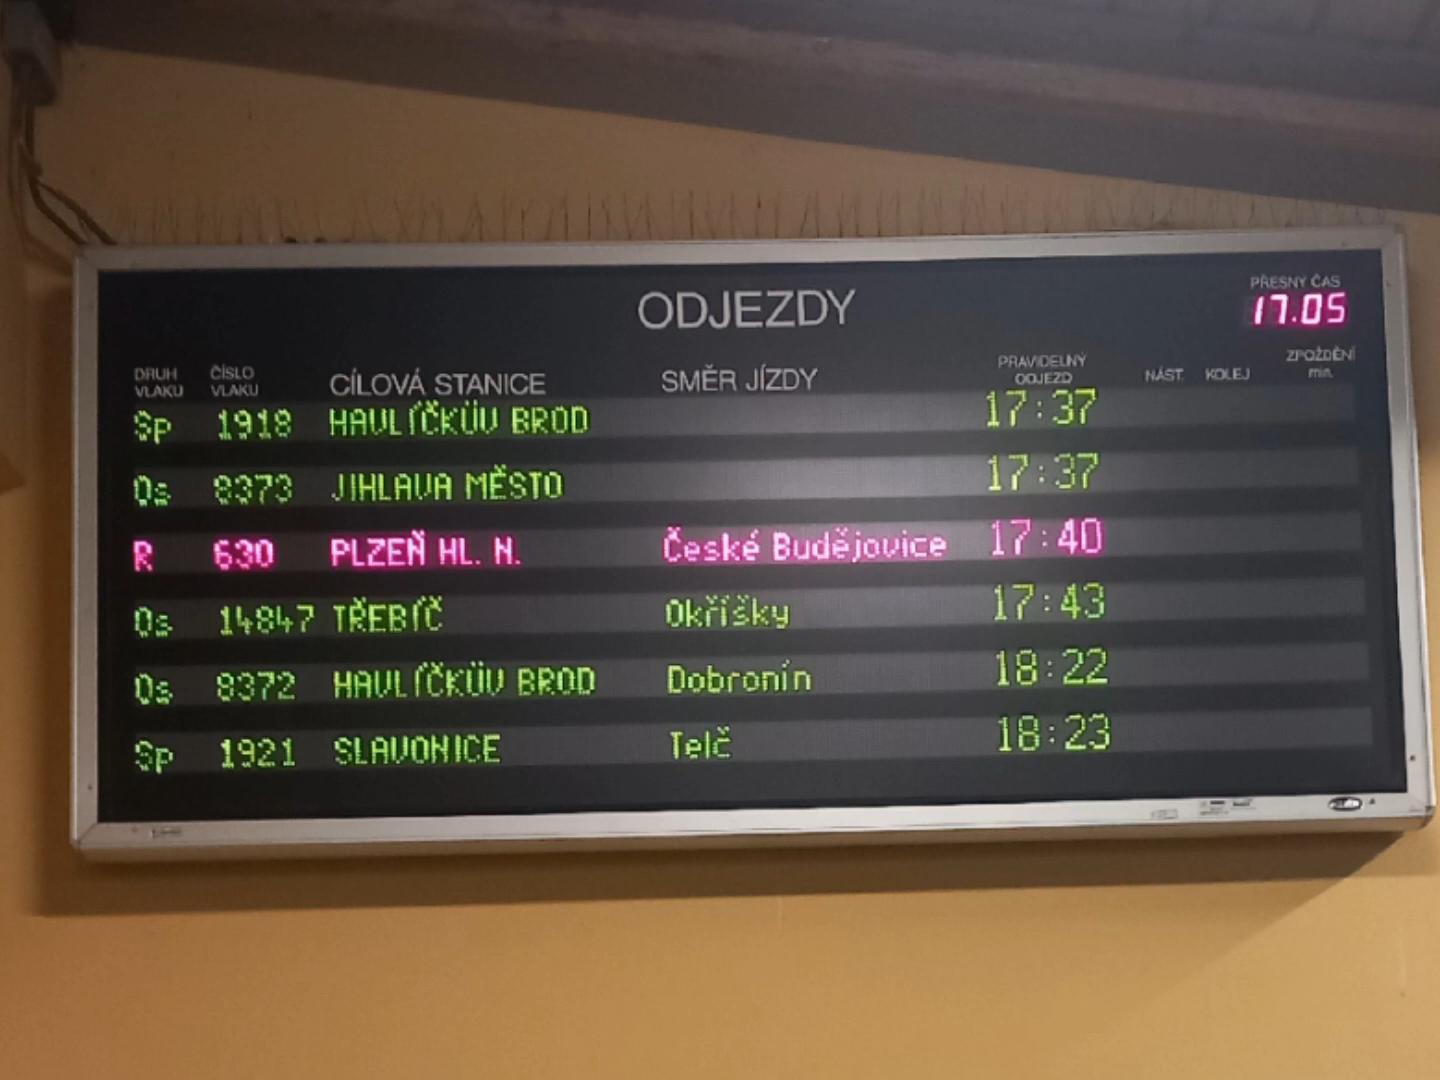 ODJEZDY
PŘESNÝ ČAS
17.05
DRUH VLAKU ČÍSLO VLAKU CÍLOVÁ STANICE SMĚR JÍZDY PRAVIDELNÝ ODJEZD NÁST. KOLEJ ZPOŽDĚNÍ min.
Sp 1918 HAVLÍČKŮV BROD 17:37
Os 8373 JIHLAVA MĚSTO 17:37
R 630 PLZEŇ HL. N. České Budějovice 17:40
Os 14847 TŘEBÍČ Okříšky 17:43
Os 8372 HAVLÍČKŮV BROD Dobronín 18:22
Sp 1921 SLAVONICE Telč 18:23